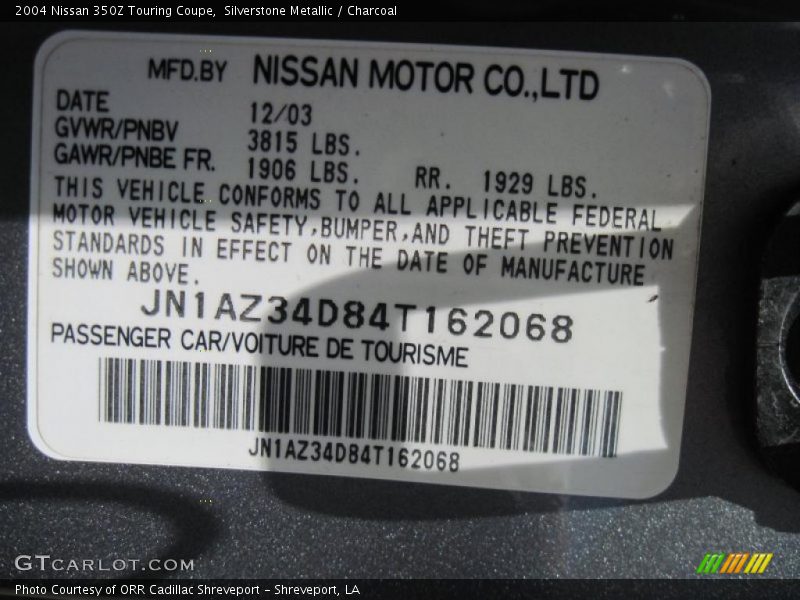 2004 Nissan 350Z Touring Coupe, Silverstone Metallic / Charcoal
MFD.BY NISSAN MOTOR CO.,LTD
DATE 12/03
GVWR/PNBV 3815 LBS.
GAWR/PNBE FR. 1906 LBS. RR. 1929 LBS.
THIS VEHICLE CONFORMS TO ALL APPLICABLE FEDERAL
MOTOR VEHICLE SAFETY,BUMPER,AND THEFT PREVENTION
STANDARDS IN EFFECT ON THE DATE OF MANUFACTURE
SHOWN ABOVE.
JN1AZ34D84T162068
PASSENGER CAR/VOITURE DE TOURISME
JN1AZ34D84T162068
GTCARLOT.COM
Photo Courtesy of ORR Cadillac Shreveport - Shreveport, LA